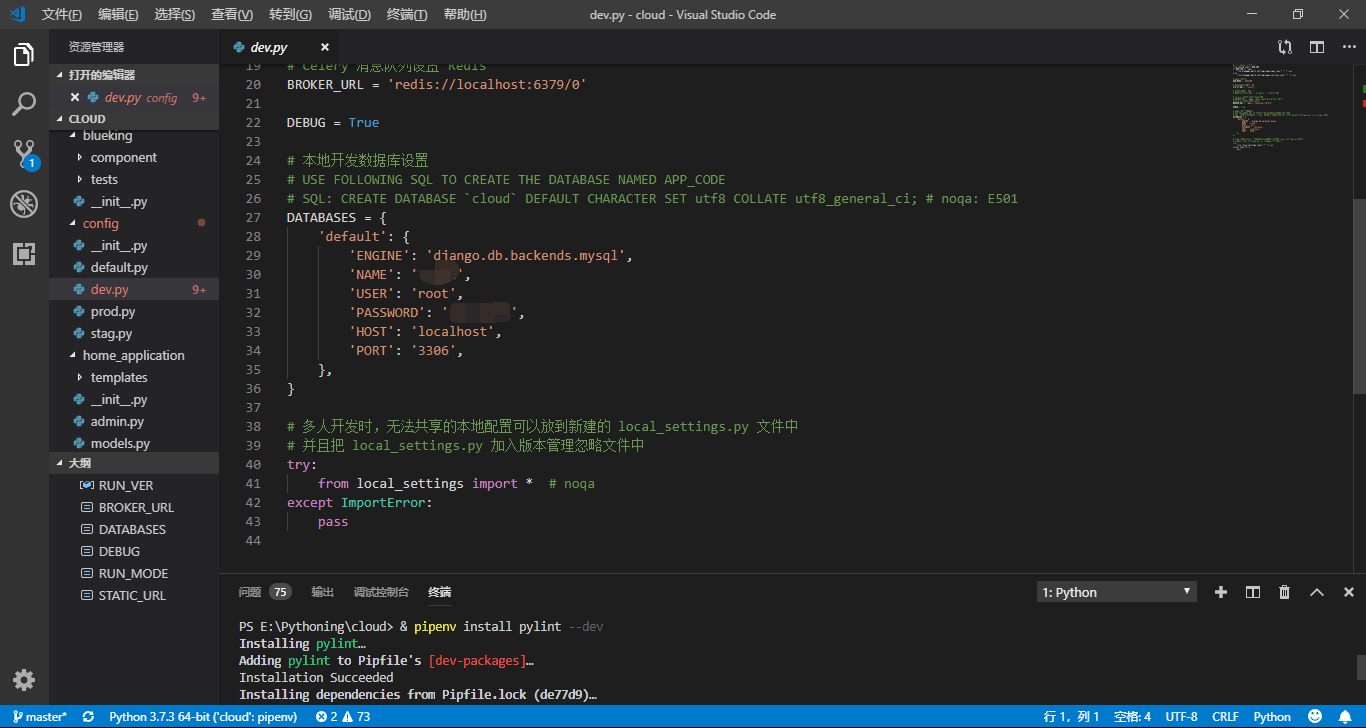 文件(F) 编辑(E) 选择(S) 查看(V) 转到(G) 调试(D) 终端(T) 帮助(H) dev.py - cloud - Visual Studio Code
资源管理器
打开的编辑器
dev.py config 9+
CLOUD
blueking
component
tests
__init__.py
config
__init__.py
default.py
dev.py 9+
prod.py
stag.py
home_application
templates
__init__.py
admin.py
models.py
大纲
RUN_VER
BROKER_URL
DATABASES
DEBUG
RUN_MODE
STATIC_URL
1
dev.py
19 # Celery 消息队列设置 Redis
20 BROKER_URL = 'redis://localhost:6379/0'
21
22 DEBUG = True
23
24 # 本地开发数据库设置
25 # USE FOLLOWING SQL TO CREATE THE DATABASE NAMED APP_CODE
26 # SQL: CREATE DATABASE `cloud` DEFAULT CHARACTER SET utf8 COLLATE utf8_general_ci; # noqa: E501
27 DATABASES = {
28 'default': {
29 'ENGINE': 'django.db.backends.mysql',
30 'NAME': '',
31 'USER': 'root',
32 'PASSWORD': '',
33 'HOST': 'localhost',
34 'PORT': '3306',
35 },
36 }
37
38 # 多人开发时，无法共享的本地配置可以放到新建的 local_settings.py 文件中
39 # 并且把 local_settings.py 加入版本管理忽略文件中
40 try:
41 from local_settings import * # noqa
42 except ImportError:
43 pass
44
问题 75 输出 调试控制台 终端 1: Python
PS E:\Pythoning\cloud> & pipenv install pylint --dev
Installing pylint…
Adding pylint to Pipfile's [dev-packages]…
Installation Succeeded
Installing dependencies from Pipfile.lock (de77d9)…
master* Python 3.7.3 64-bit ('cloud': pipenv) 2 73 行 1，列 1 空格: 4 UTF-8 CRLF Python